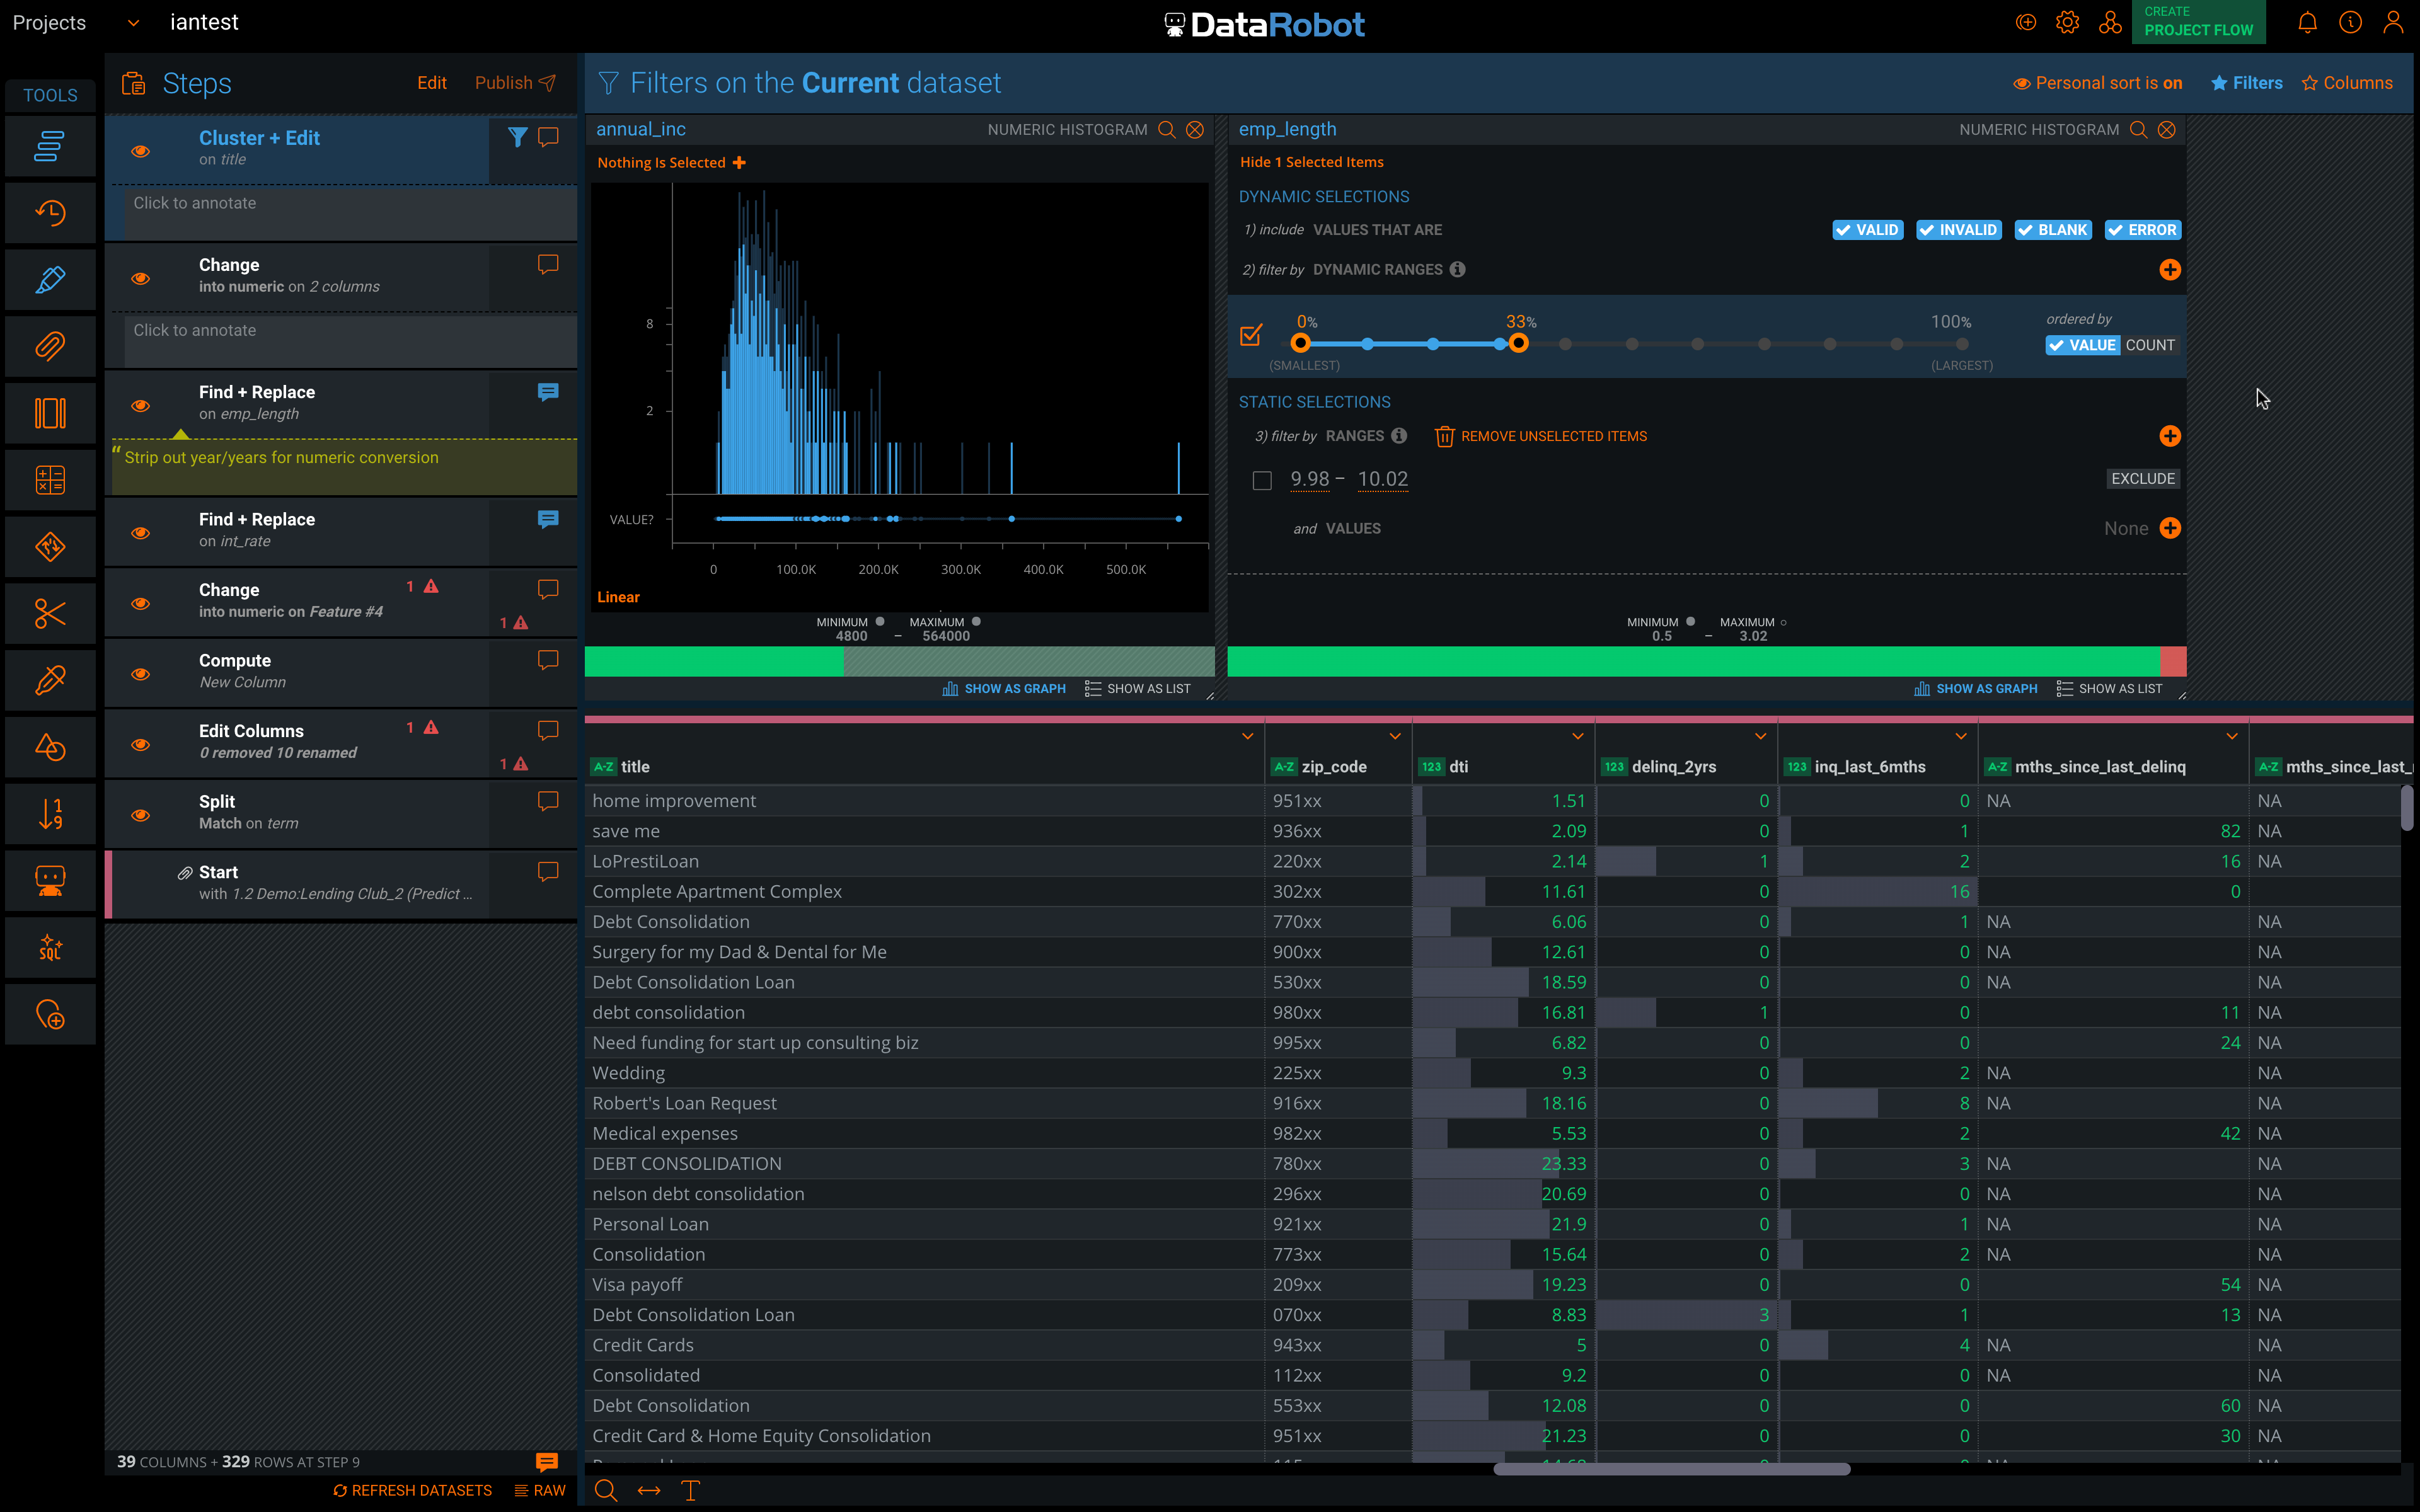 Projects
iantest
DataRobot
CREATE
PROJECT FLOW
TOOLS
Steps
Edit
Publish
Cluster + Edit
on title
Click to annotate
Change
into numeric on 2 columns
Click to annotate
Find + Replace
on emp_length
“ Strip out year/years for numeric conversion
Find + Replace
on int_rate
Change
1
into numeric on Feature #4
1
Compute
New Column
Edit Columns
1
0 removed 10 renamed
1
Split
Match on term
Start
with 1.2 Demo:Lending Club_2 (Predict ...
SQL
39 COLUMNS + 329 ROWS AT STEP 9
REFRESH DATASETS
RAW
Filters on the Current dataset
Personal sort is on
Filters
Columns
annual_inc
NUMERIC HISTOGRAM
Nothing Is Selected
8
2
VALUE?
0 100.0K 200.0K 300.0K 400.0K 500.0K
Linear
MINIMUM MAXIMUM
4800 – 564000
SHOW AS GRAPH SHOW AS LIST
emp_length
NUMERIC HISTOGRAM
Hide 1 Selected Items
DYNAMIC SELECTIONS
1) include VALUES THAT ARE
VALID INVALID BLANK ERROR
2) filter by DYNAMIC RANGES
0% 33% 100%
(SMALLEST) (LARGEST)
ordered by
VALUE COUNT
STATIC SELECTIONS
3) filter by RANGES
REMOVE UNSELECTED ITEMS
9.98 – 10.02
EXCLUDE
and VALUES
None
MINIMUM MAXIMUM
0.5 – 3.02
SHOW AS GRAPH SHOW AS LIST
A-Z title A-Z zip_code 123 dti 123 delinq_2yrs 123 inq_last_6mths A-Z mths_since_last_delinq A-Z mths_since_last_
home improvement 951xx 1.51 0 0 NA NA
save me 936xx 2.09 0 1 82 NA
LoPrestiLoan 220xx 2.14 1 2 16 NA
Complete Apartment Complex 302xx 11.61 0 16 0
Debt Consolidation 770xx 6.06 0 1 NA NA
Surgery for my Dad & Dental for Me 900xx 12.61 0 0 NA NA
Debt Consolidation Loan 530xx 18.59 0 0 NA NA
debt consolidation 980xx 16.81 1 0 11 NA
Need funding for start up consulting biz 995xx 6.82 0 0 24 NA
Wedding 225xx 9.3 0 2 NA NA
Robert's Loan Request 916xx 18.16 0 8 NA NA
Medical expenses 982xx 5.53 0 2 42 NA
DEBT CONSOLIDATION 780xx 23.33 0 3 NA NA
nelson debt consolidation 296xx 20.69 0 0 NA NA
Personal Loan 921xx 21.9 0 1 NA NA
Consolidation 773xx 15.64 0 2 NA NA
Visa payoff 209xx 19.23 0 0 54 NA
Debt Consolidation Loan 070xx 8.83 3 1 13 NA
Credit Cards 943xx 5 0 4 NA NA
Consolidated 112xx 9.2 0 0 NA NA
Debt Consolidation 553xx 12.08 0 0 60 NA
Credit Card & Home Equity Consolidation 951xx 21.23 0 0 30 NA